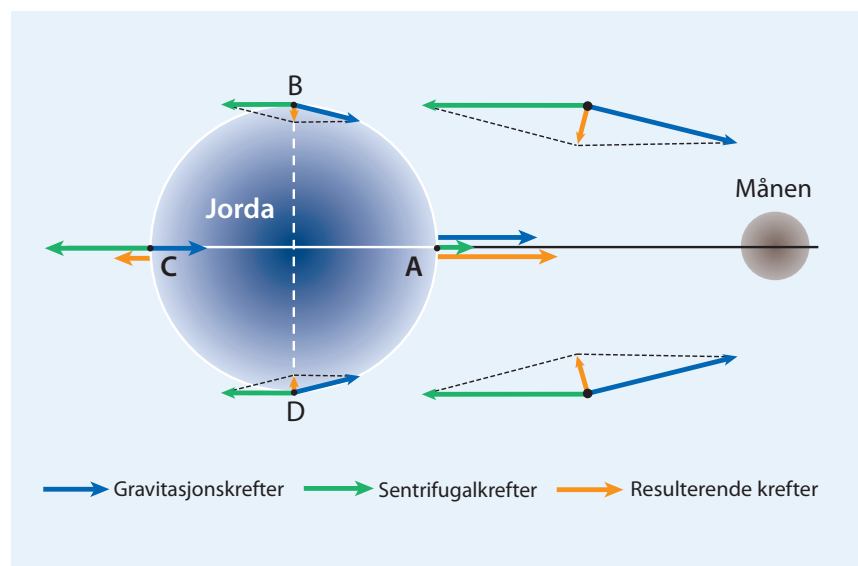 B
Månen
Jorda
C
A
D
Gravitasjonskrefter
Sentrifugalkrefter
Resulterende krefter